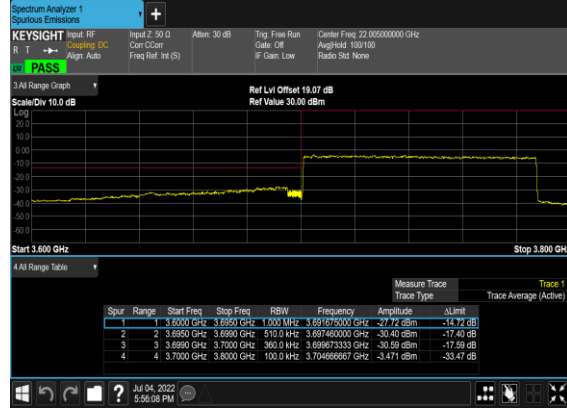 Spectrum Analyzer 1
Spurious Emissions
+
KEYSIGHT Input: RF Input Z: 50 Ω Atten: 30 dB Trig: Free Run Center Freq: 22.005000000 GHz
R T Coupling: DC Corr CCorr Gate: Off Avg|Hold: 100/100
Align: Auto Freq Ref: Int (S) IF Gain: Low Radio Std: None
LW PASS
3 All Range Graph
Ref Lvl Offset 19.07 dB
Scale/Div 10.0 dB Ref Value 30.00 dBm
Log
20.0
10.0
0.00
-10.0
-20.0
-30.0
-40.0
-50.0
-60.0
Start 3.600 GHz Stop 3.800 GHz
4 All Range Table
Measure Trace Trace 1
Trace Type Trace Average (Active)
Spur Range Start Freq Stop Freq RBW Frequency Amplitude ΔLimit
1 1 3.6000 GHz 3.6950 GHz 1.000 MHz 3.691675000 GHz -27.72 dBm -14.72 dB
2 2 3.6950 GHz 3.6990 GHz 510.0 kHz 3.697460000 GHz -30.40 dBm -17.40 dB
3 3 3.6990 GHz 3.7000 GHz 360.0 kHz 3.699673333 GHz -30.59 dBm -17.59 dB
4 4 3.7000 GHz 3.8000 GHz 100.0 kHz 3.704666667 GHz -3.471 dBm -33.47 dB
? Jul 04, 2022
5:56:08 PM